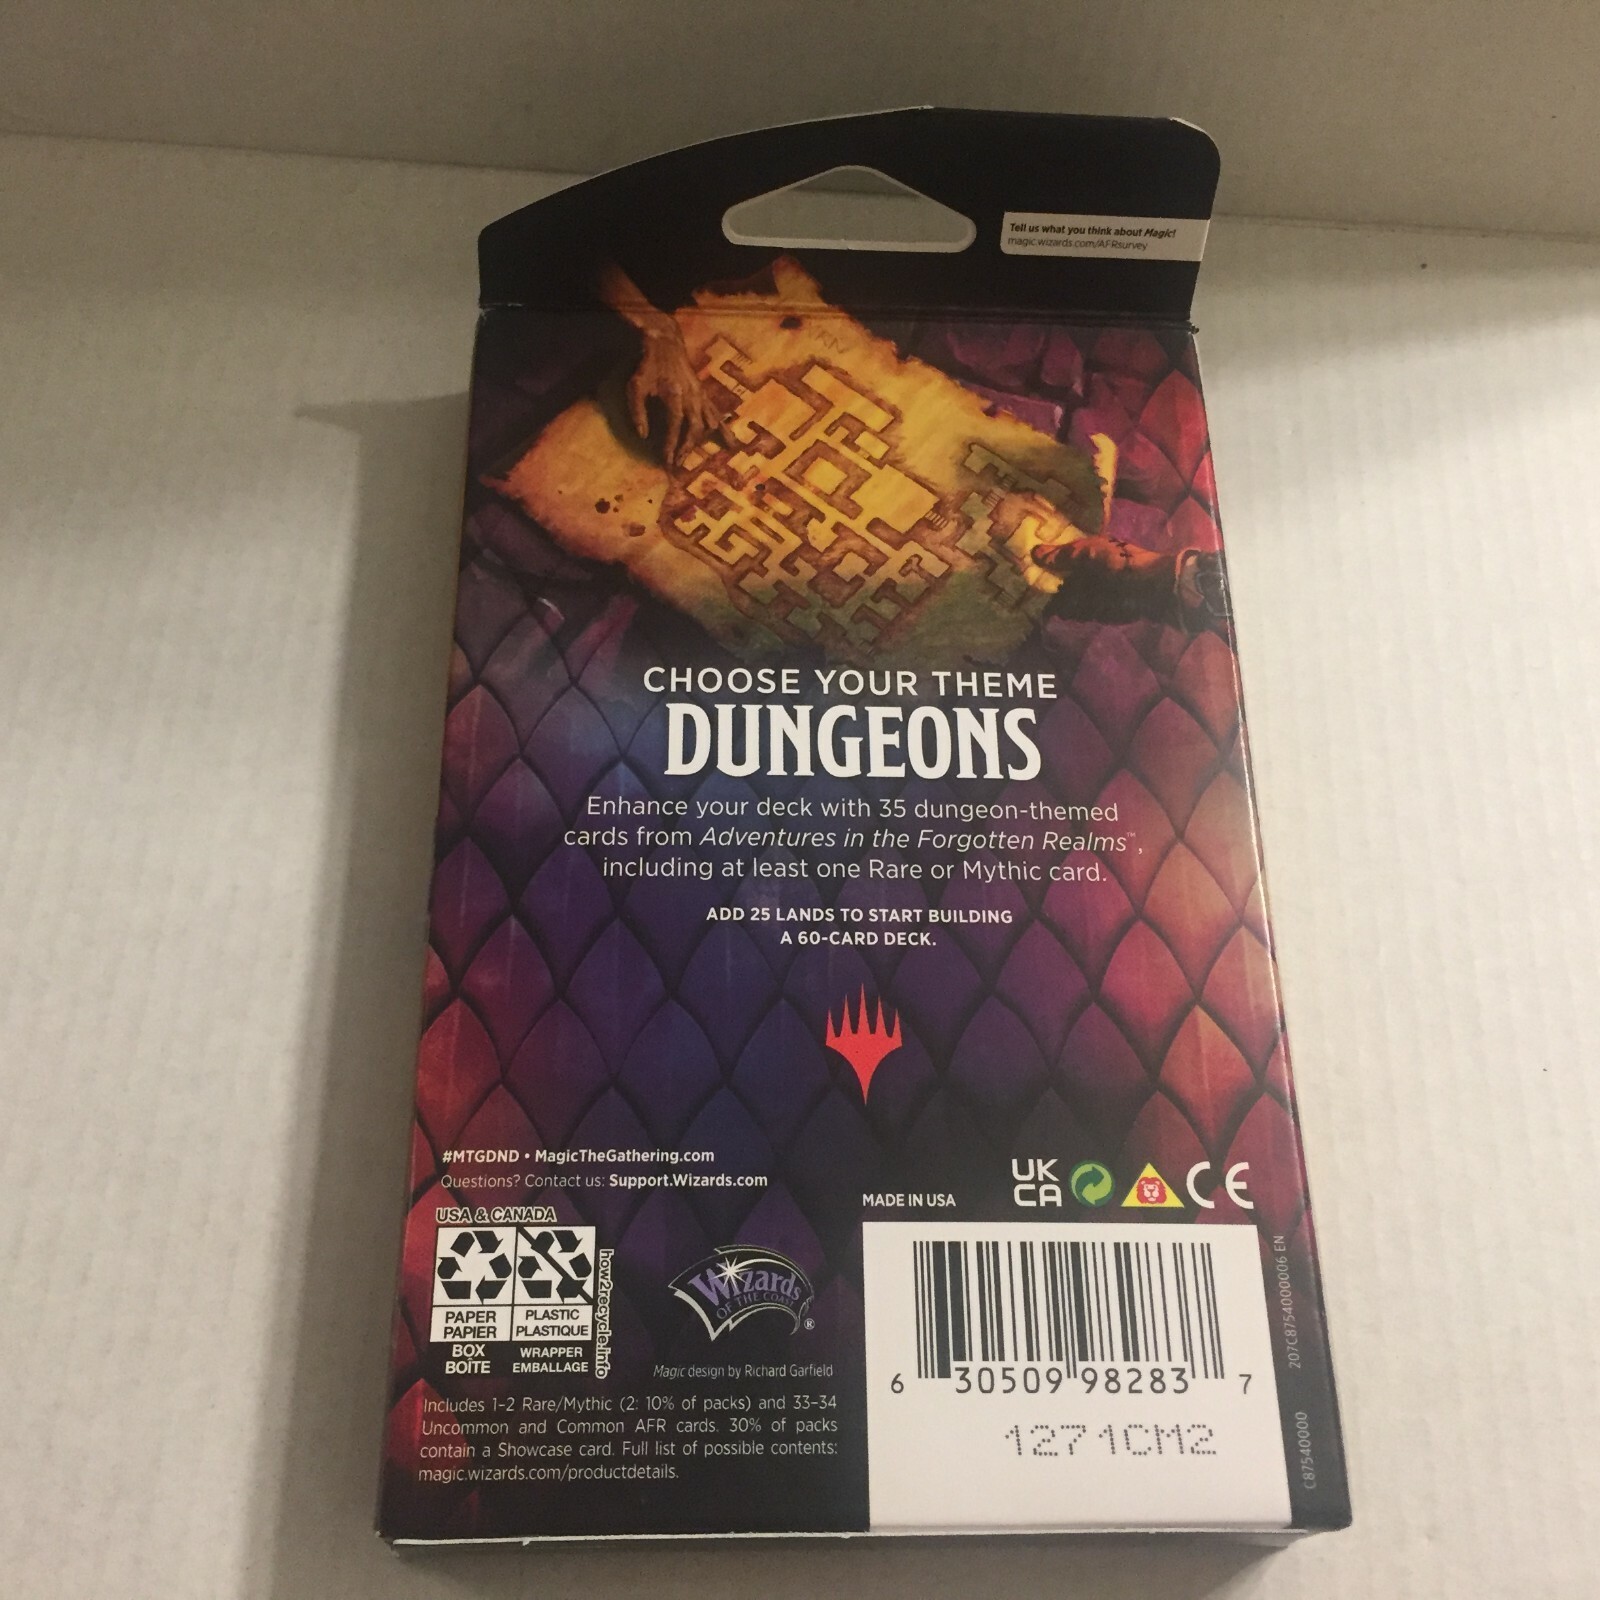 Tell us what you think about Magic!
magic.wizards.com/AFRsurvey
CHOOSE YOUR THEME
DUNGEONS
Enhance your deck with 35 dungeon-themed
cards from Adventures in the Forgotten Realms™,
including at least one Rare or Mythic card.
ADD 25 LANDS TO START BUILDING
A 60-CARD DECK.
#MTGDND • MagicTheGathering.com
Questions? Contact us: Support.Wizards.com
MADE IN USA
UK
CA
CE
USA & CANADA
PAPER
PAPIER
BOX
BOÎTE
PLASTIC
PLASTIQUE
WRAPPER
EMBALLAGE
how2recycle.info
Wizards
OF THE COAST
®
Magic design by Richard Garfield
Includes 1–2 Rare/Mythic (2: 10% of packs) and 33–34
Uncommon and Common AFR cards. 30% of packs
contain a Showcase card. Full list of possible contents:
magic.wizards.com/productdetails.
6 30509 98283 7
1271CM2
207C8754000006 EN
C87540000